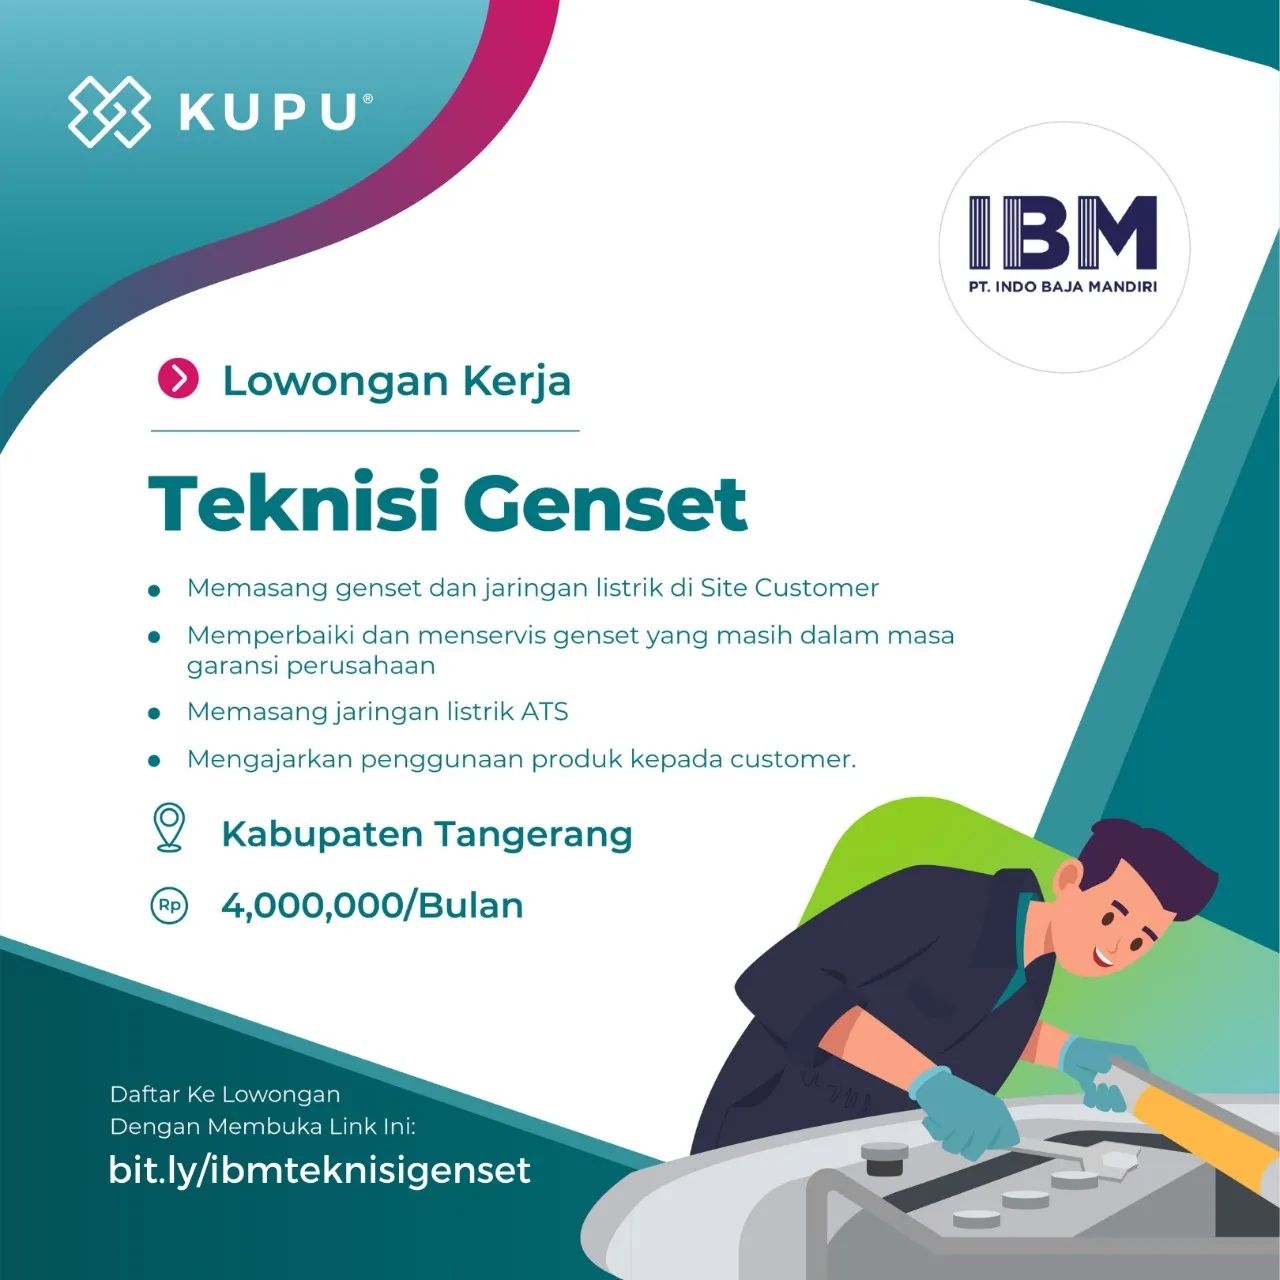 KUPU®
IBM
PT. INDO BAJA MANDIRI
Lowongan Kerja
Teknisi Genset
• Memasang genset dan jaringan listrik di Site Customer
• Memperbaiki dan menservis genset yang masih dalam masa
garansi perusahaan
• Memasang jaringan listrik ATS
• Mengajarkan penggunaan produk kepada customer.
Kabupaten Tangerang
Rp 4,000,000/Bulan
Daftar Ke Lowongan
Dengan Membuka Link Ini:
bit.ly/ibmteknisigenset